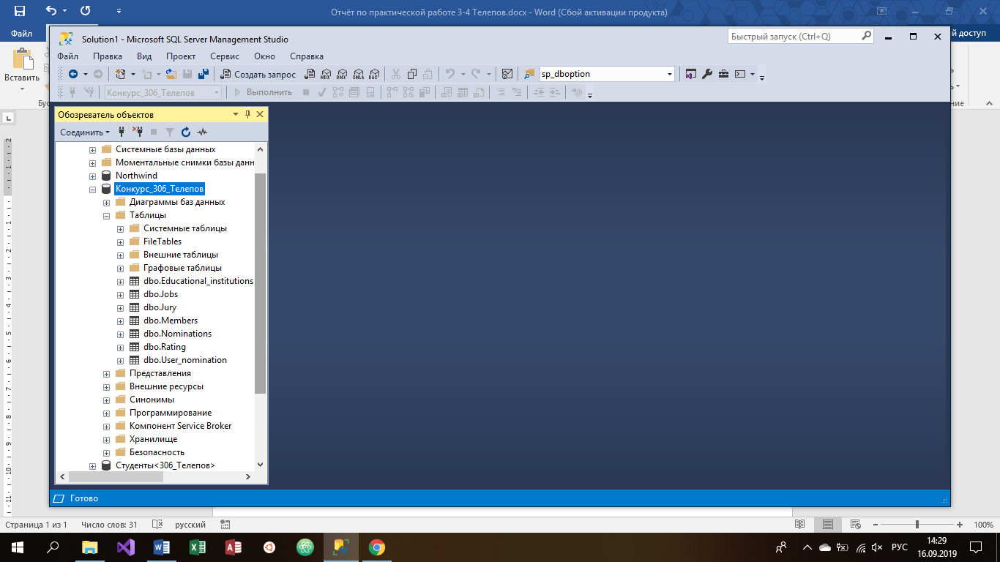 Отчёт по практической работе 3-4 Телепов.docx - Word (Сбой активации продукта)
Файл
й доступ
Вставить
Бус
ние
Solution1 - Microsoft SQL Server Management Studio
Быстрый запуск (Ctrl+Q)
Файл Правка Вид Проект Сервис Окно Справка
Создать запрос MDX DMX XMLA DAX sp_dboption
Конкурс_306_Телепов Выполнить
Обозреватель объектов
Соединить
Системные базы данных
Моментальные снимки базы данн
Northwind
Конкурс_306_Телепов
Диаграммы баз данных
Таблицы
Системные таблицы
FileTables
Внешние таблицы
Графовые таблицы
dbo.Educational_institutions
dbo.Jobs
dbo.Jury
dbo.Members
dbo.Nominations
dbo.Rating
dbo.User_nomination
Представления
Внешние ресурсы
Синонимы
Программирование
Компонент Service Broker
Хранилище
Безопасность
Студенты<306_Телепов>
Готово
Страница 1 из 1 Число слов: 31 русский 100%
РУС
14:29
16.09.2019